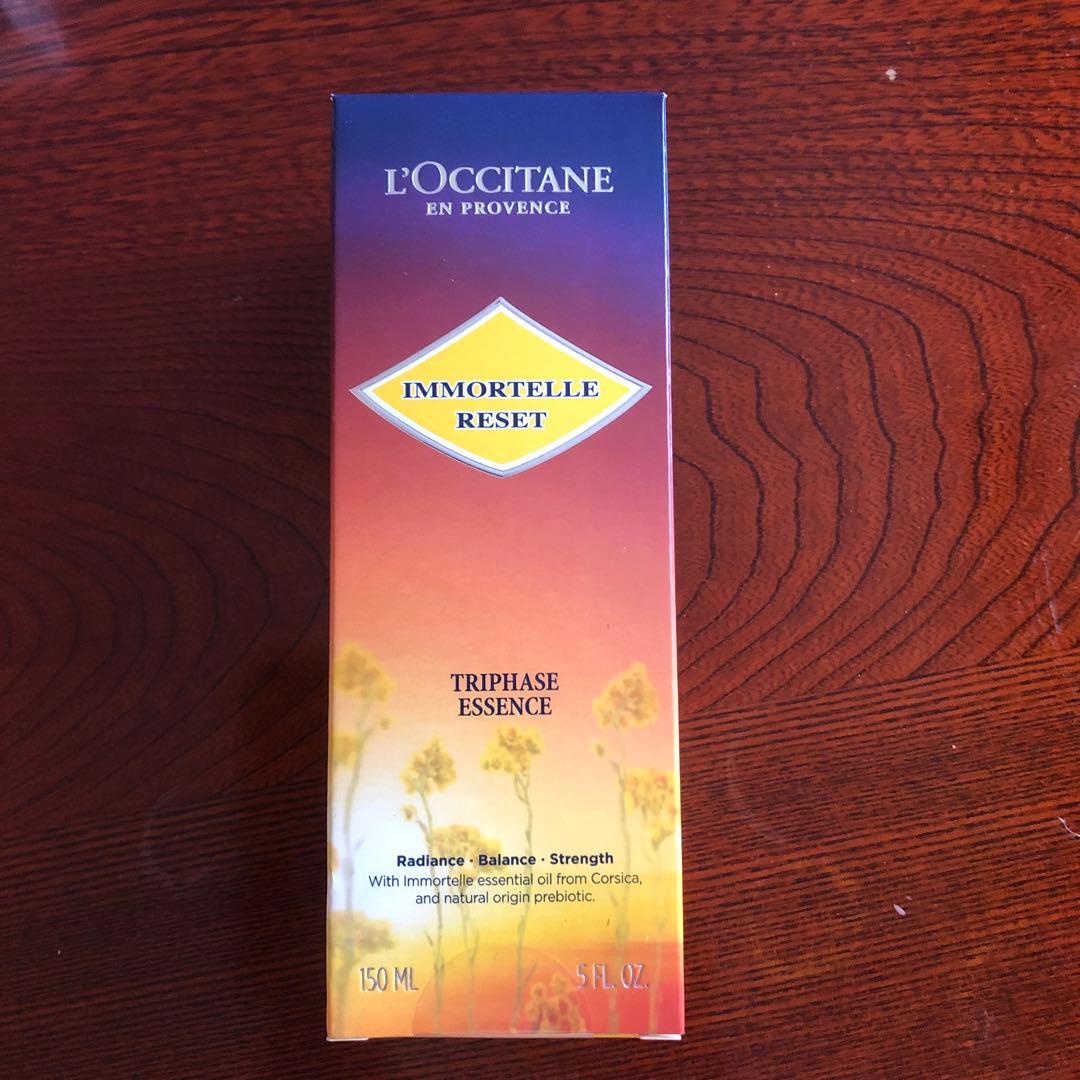 L'OCCITANE
EN PROVENCE
IMMORTELLE
RESET
TRIPHASE
ESSENCE
Radiance · Balance · Strength
With Immortelle essential oil from Corsica,
and natural origin prebiotic.
150 ML 5 FL. OZ.